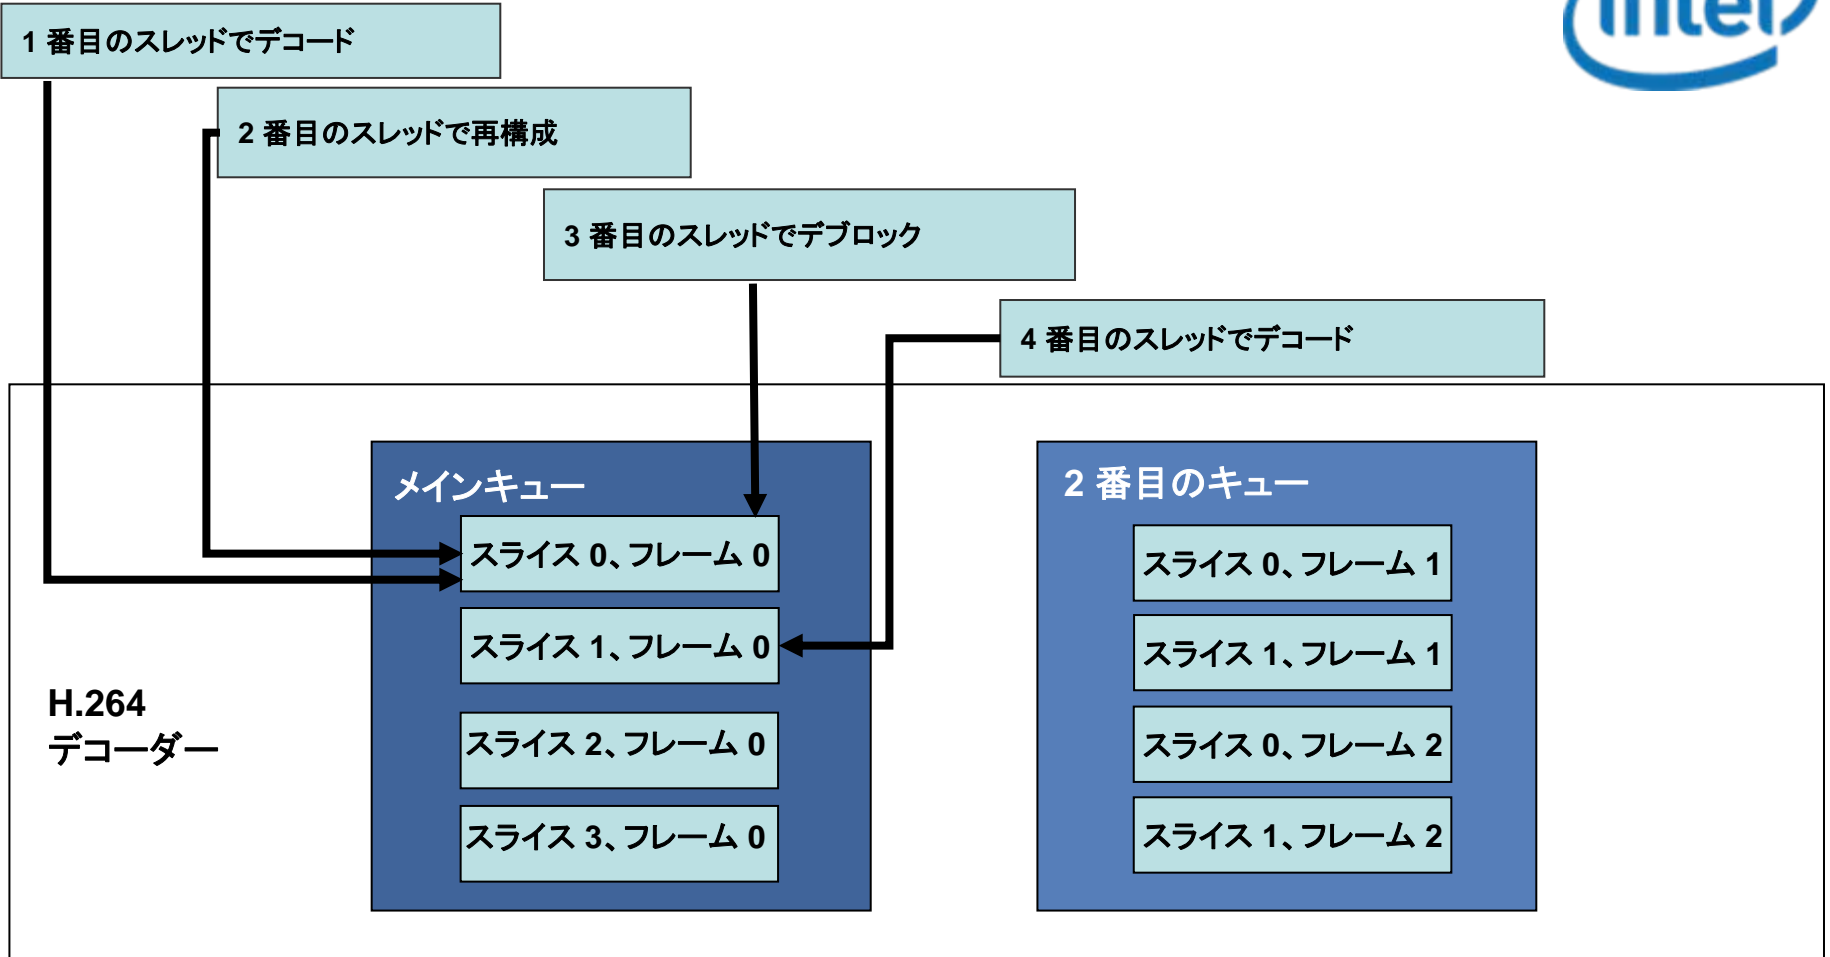 intel
1 番目のスレッドでデコード
2 番目のスレッドで再構成
3 番目のスレッドでデブロック
4 番目のスレッドでデコード
メインキュー
スライス 0、フレーム 0
スライス 1、フレーム 0
スライス 2、フレーム 0
スライス 3、フレーム 0
2 番目のキュー
スライス 0、フレーム 1
スライス 1、フレーム 1
スライス 0、フレーム 2
スライス 1、フレーム 2
H.264
デコーダー